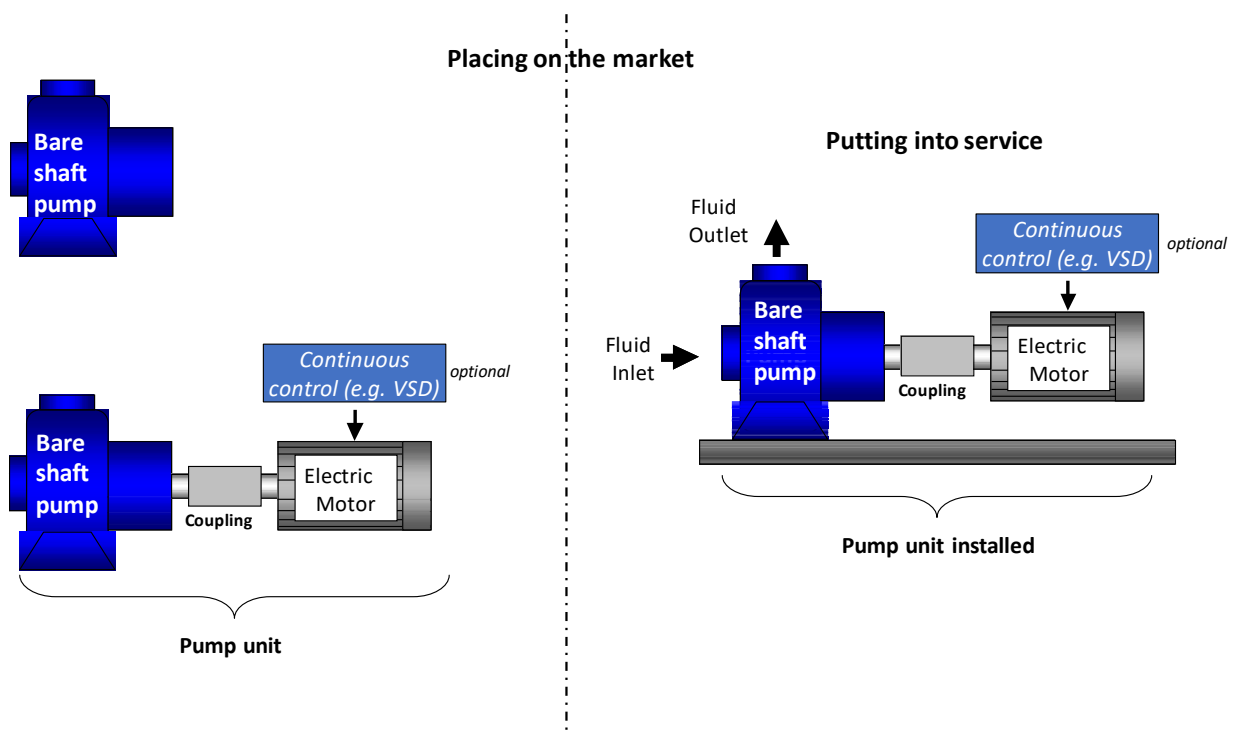 Placing on the market
Bare
shaft
pump
Continuous
control (e.g. VSD)
optional
Bare
shaft
pump
Coupling
Electric
Motor
Pump unit
Putting into service
Fluid
Outlet
Continuous
control (e.g. VSD)
optional
Fluid
Inlet
Bare
shaft
pump
Coupling
Electric
Motor
Pump unit installed